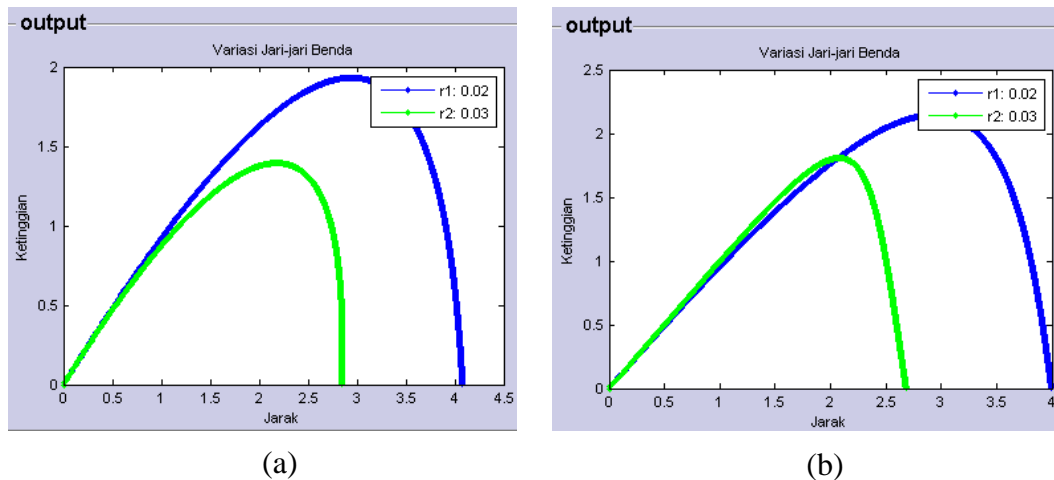 output
Variasi Jari-jari Benda
r1: 0.02
r2: 0.03
Ketinggian
2
1.5
1
0.5
0
0 0.5 1 1.5 2 2.5 3 3.5 4 4.5
Jarak
(a)
output
Variasi Jari-jari Benda
r1: 0.02
r2: 0.03
Ketinggian
2.5
2
1.5
1
0.5
0
0 0.5 1 1.5 2 2.5 3 3.5 4
Jarak
(b)